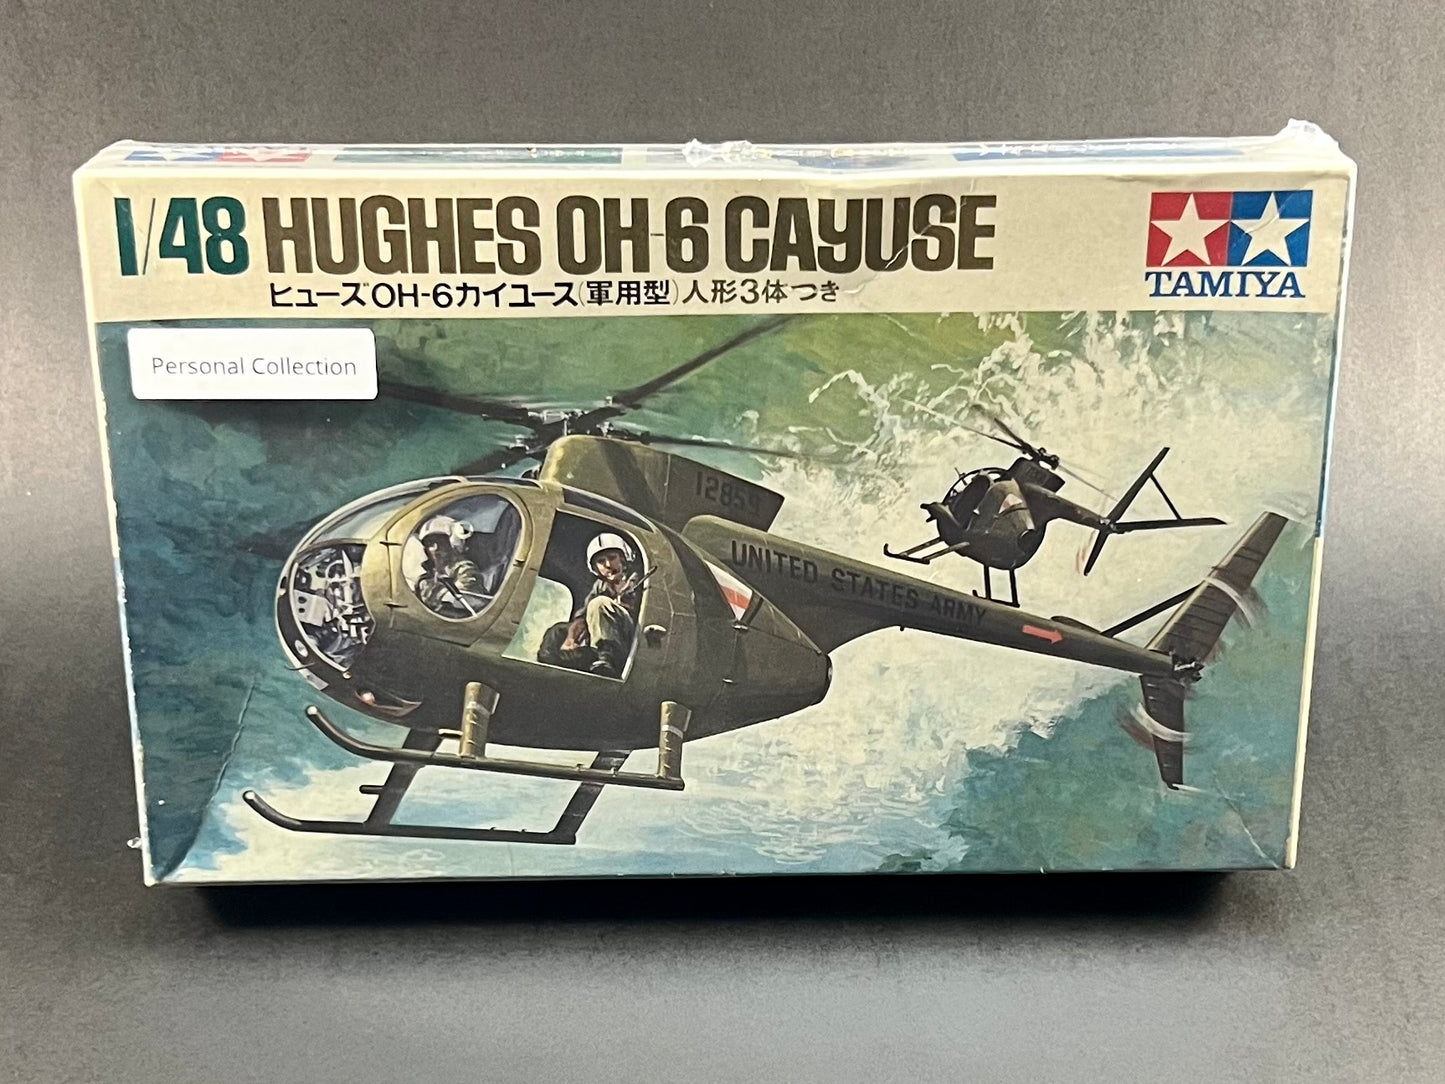 1/48 HUGHES OH-6 CAYUSE
ヒューズOH-6カイユース(軍用型)人形3体つき
TAMIYA
Personal Collection
12859
UNITED STATES ARMY